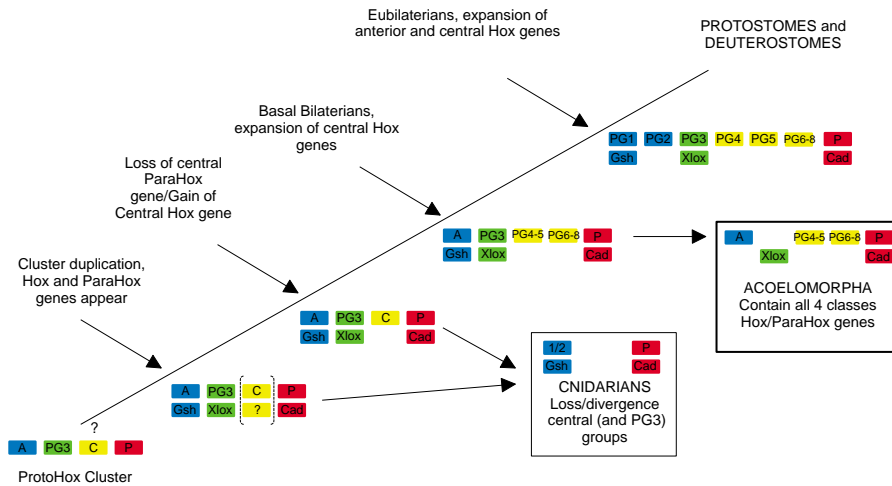 Eubilaterians, expansion of
anterior and central Hox genes
PROTOSTOMES and
DEUTEROSTOMES
Basal Bilaterians,
expansion of central Hox
genes
PG1 PG2 PG3 PG4 PG5 PG6-8 P
Gsh Xlox Cad
Loss of central
ParaHox
gene/Gain of
Central Hox gene
A PG3 PG4-5 PG6-8 P
Gsh Xlox Cad
A PG4-5 PG6-8 P
Xlox Cad
ACOELOMORPHA
Contain all 4 classes
Hox/ParaHox genes
Cluster duplication,
Hox and ParaHox
genes appear
A PG3 C P
Gsh Xlox Cad
1/2 P
Gsh Cad
CNIDARIANS
Loss/divergence
central (and PG3)
groups
A PG3 C P
Gsh Xlox ? Cad
?
A PG3 C P
ProtoHox Cluster